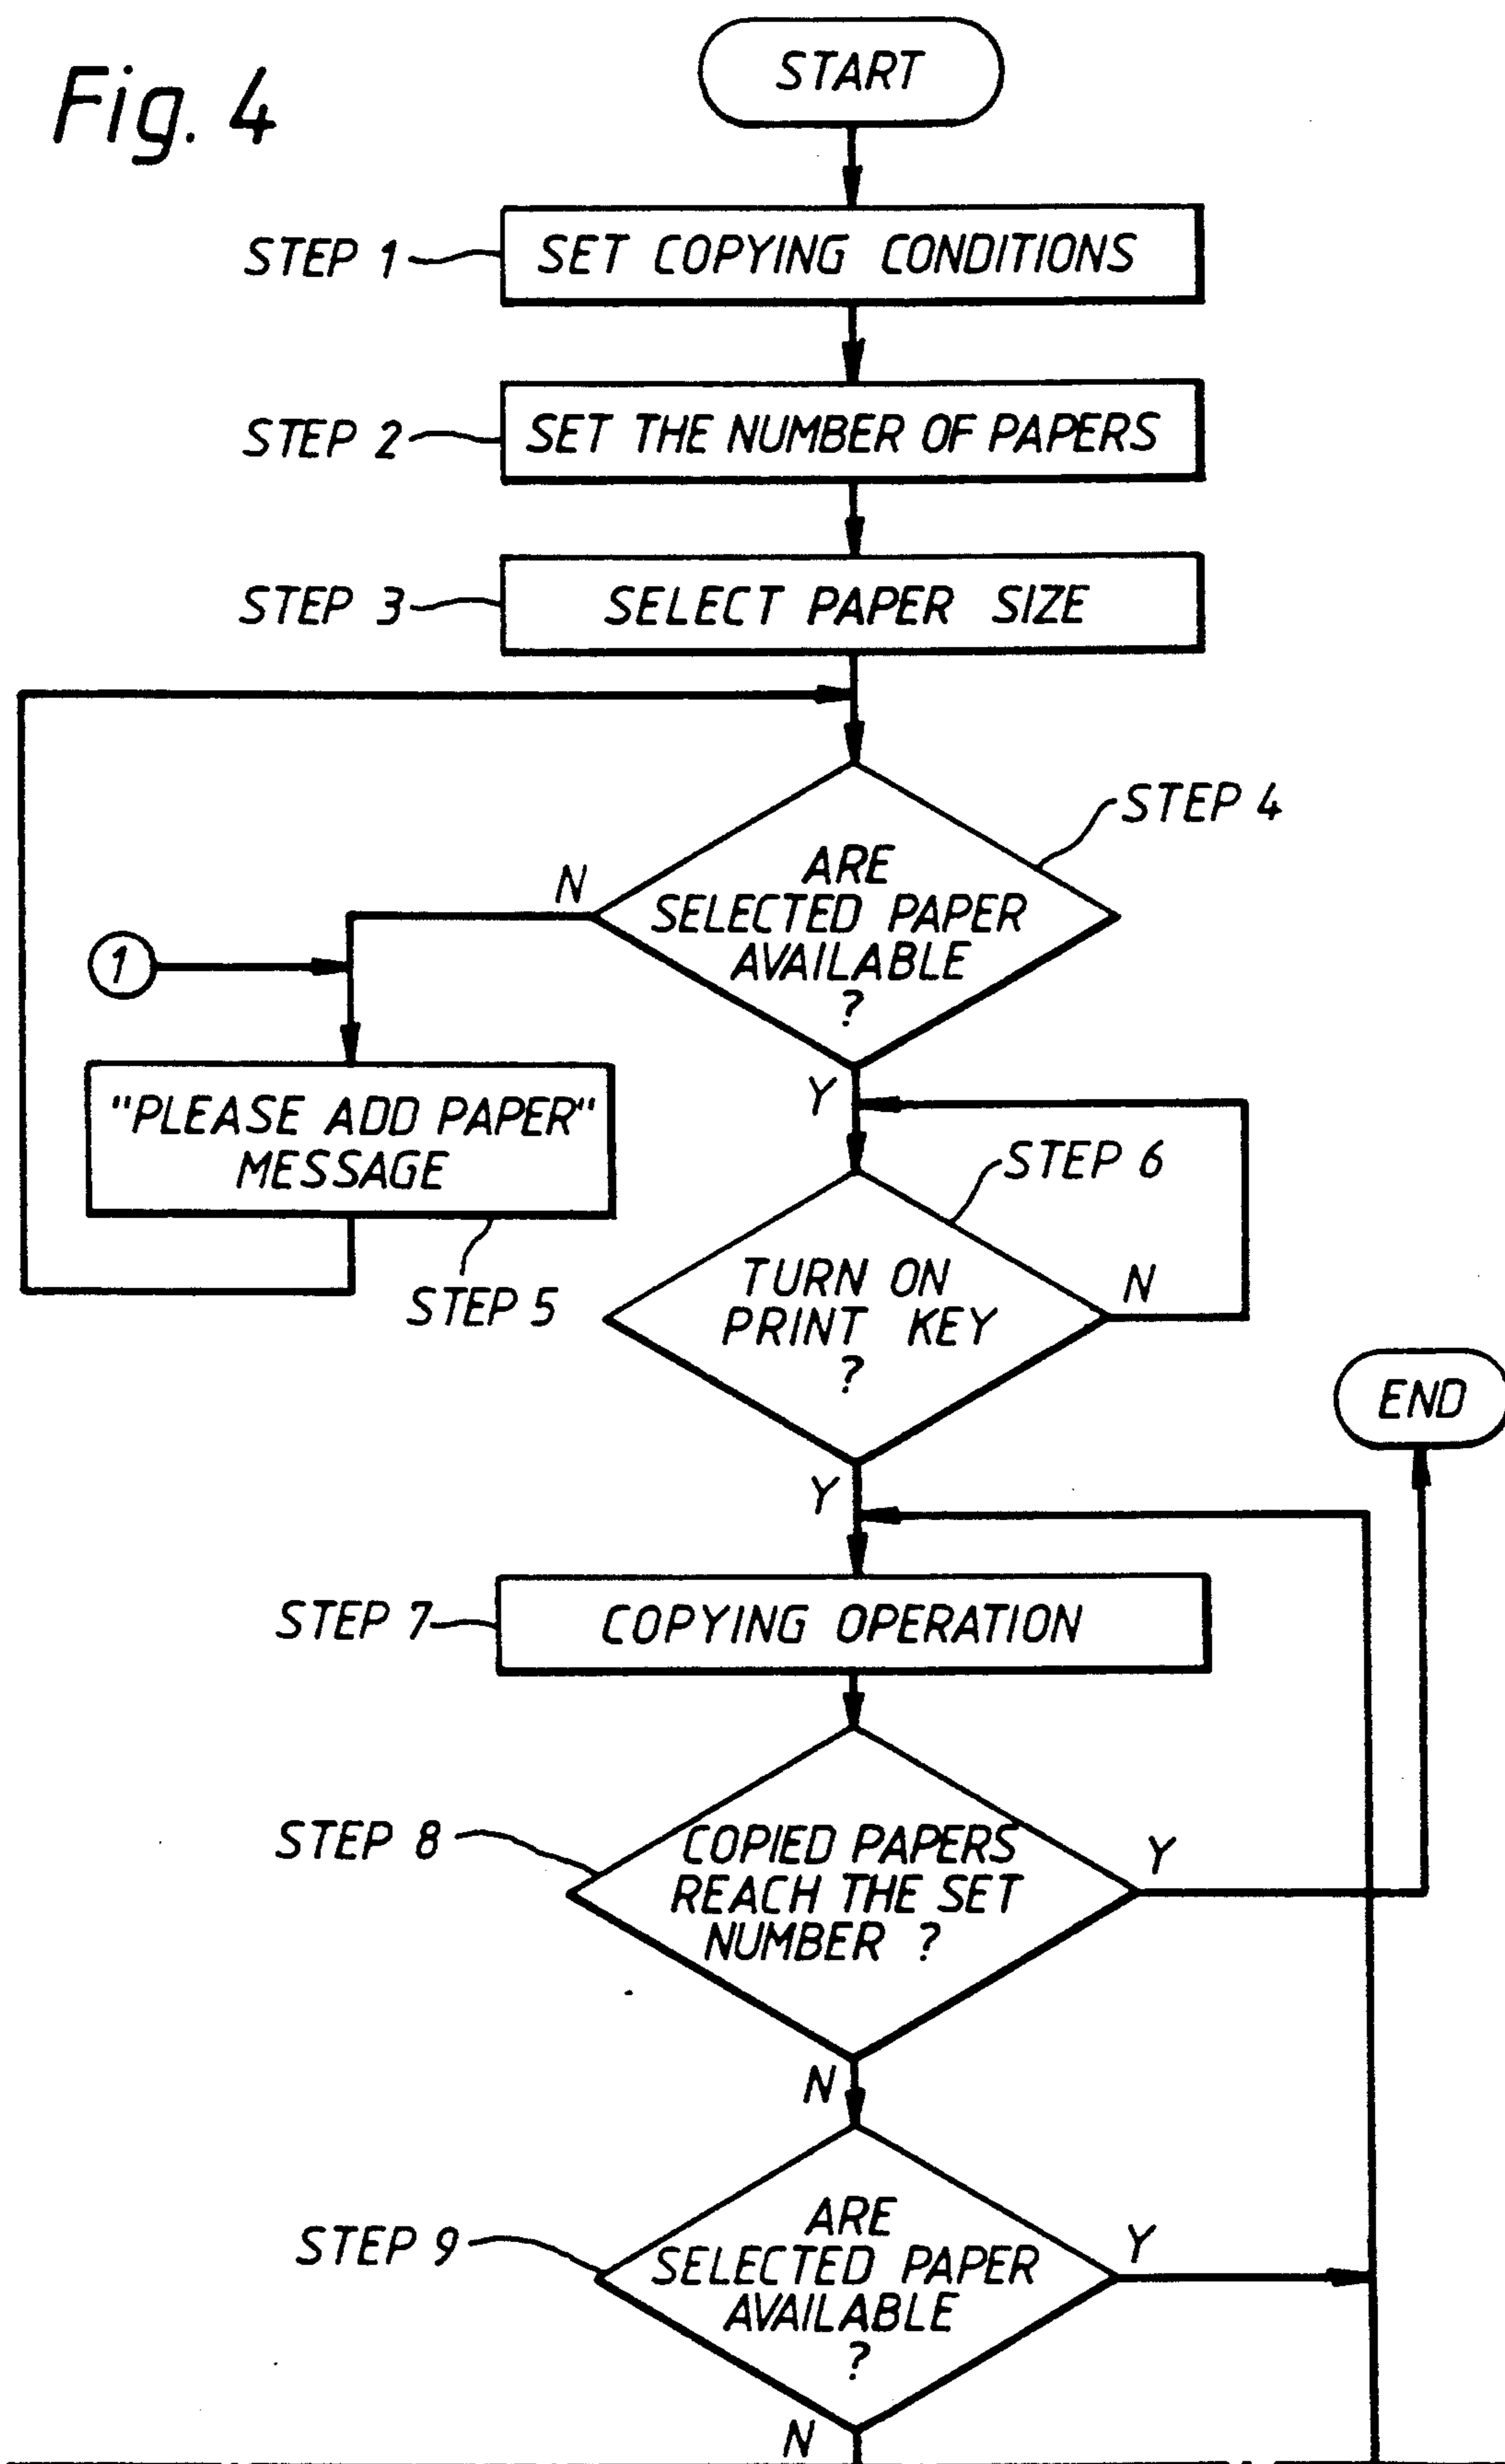 Fig. 4
START
STEP 1
SET COPYING CONDITIONS
STEP 2
SET THE NUMBER OF PAPERS
STEP 3
SELECT PAPER SIZE
STEP 4
N
ARE
SELECTED PAPER
AVAILABLE
?
1
Y
"PLEASE ADD PAPER"
MESSAGE
STEP 5
STEP 6
TURN ON
PRINT KEY
?
N
END
Y
STEP 7
COPYING OPERATION
STEP 8
COPIED PAPERS
REACH THE SET
NUMBER ?
Y
N
STEP 9
ARE
SELECTED PAPER
AVAILABLE
?
Y
N